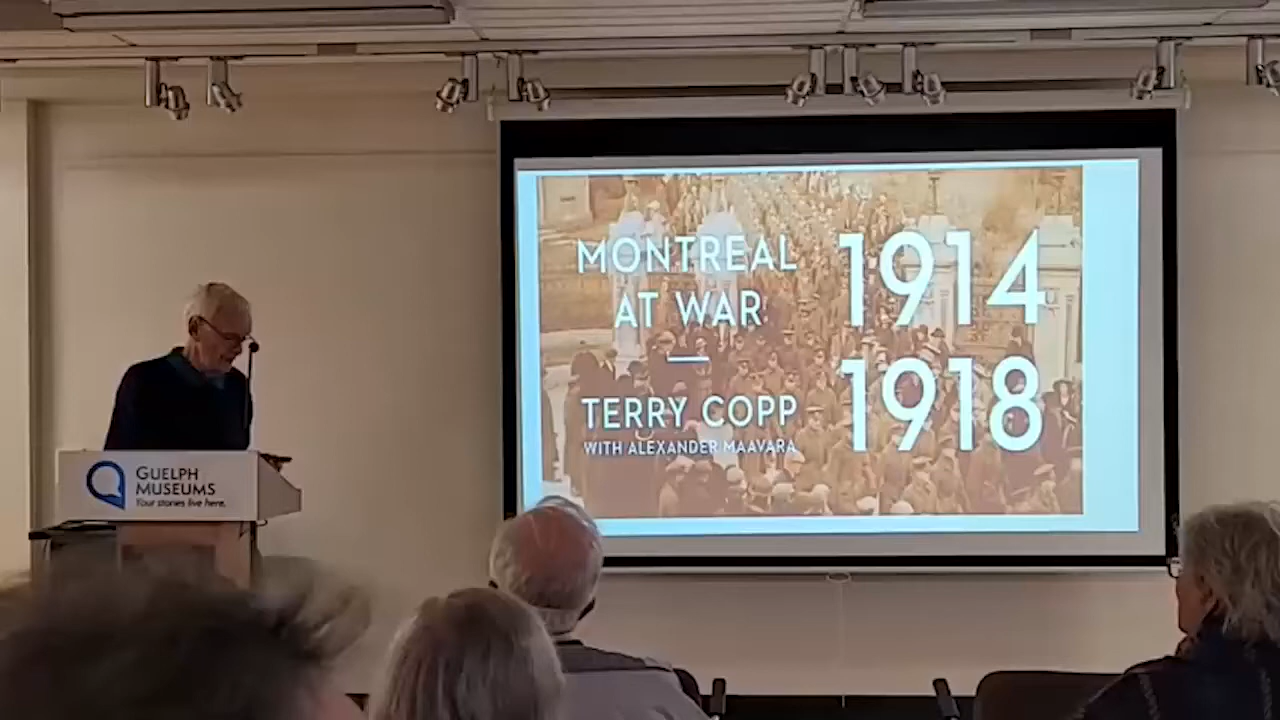 GUELPH
MUSEUMS
Your stories live here.
MONTREAL
AT WAR
TERRY COPP
WITH ALEXANDER MAAVARA
1914
1918